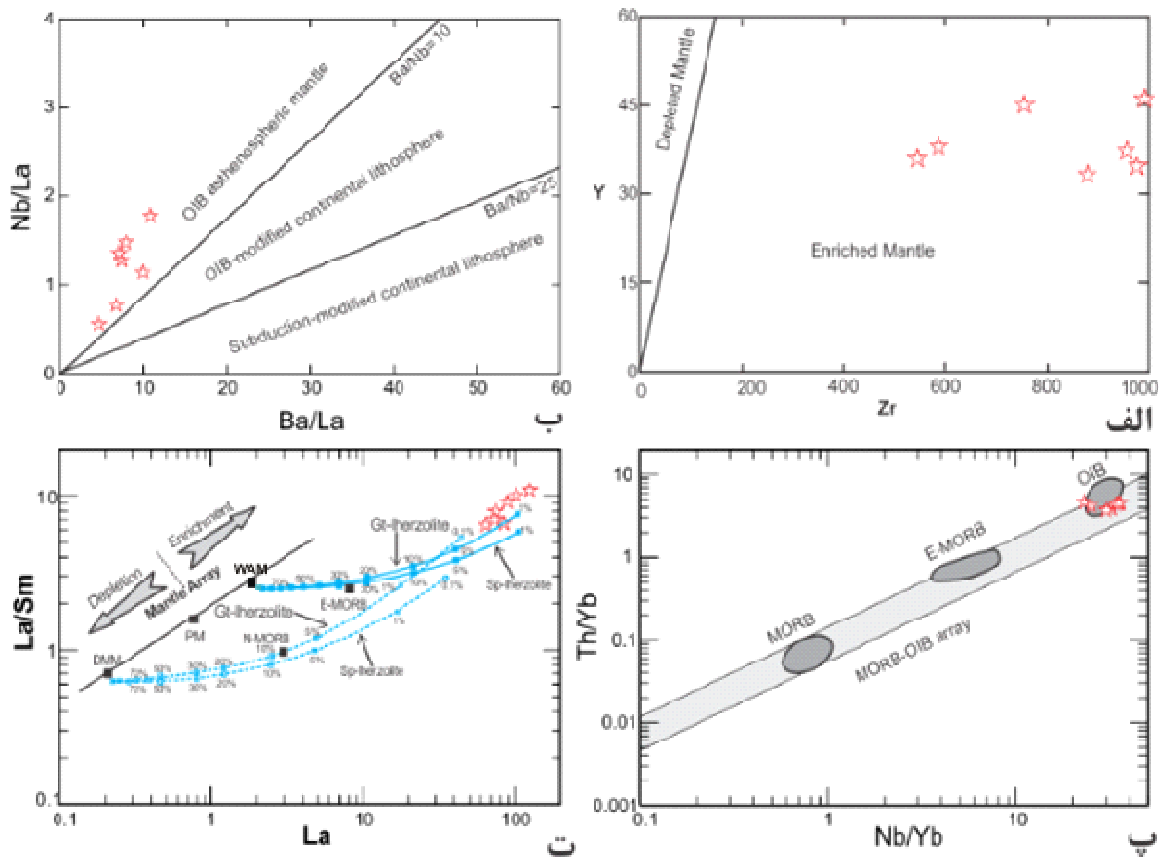 4
3
2
1
0
Nb/La
OIB asthenospheric mantle
Ba/Nb=10
OIB-modified continental lithosphere
Ba/Nb=25
Subduction-modified continental lithosphere
0 10 20 30 40 50 60
Ba/La
ب
60
45
Y
30
15
0
Depleted Mantle
Enriched Mantle
0 200 400 600 800 1000
Zr
الف
10
La/Sm
1
0.1
Enrichment
Depletion
Mantle Array
WAM
PM
DMM
Gt-lherzolite
Sp-lherzolite
E-MORB
Gt-lherzolite
N-MORB
Sp-lherzolite
0.1 1 10 100
La
ت
10
1
Th/Yb
0.1
0.01
0.001
OIB
E-MORB
MORB
MORB-OIB array
0.1 1 10
Nb/Yb
پ